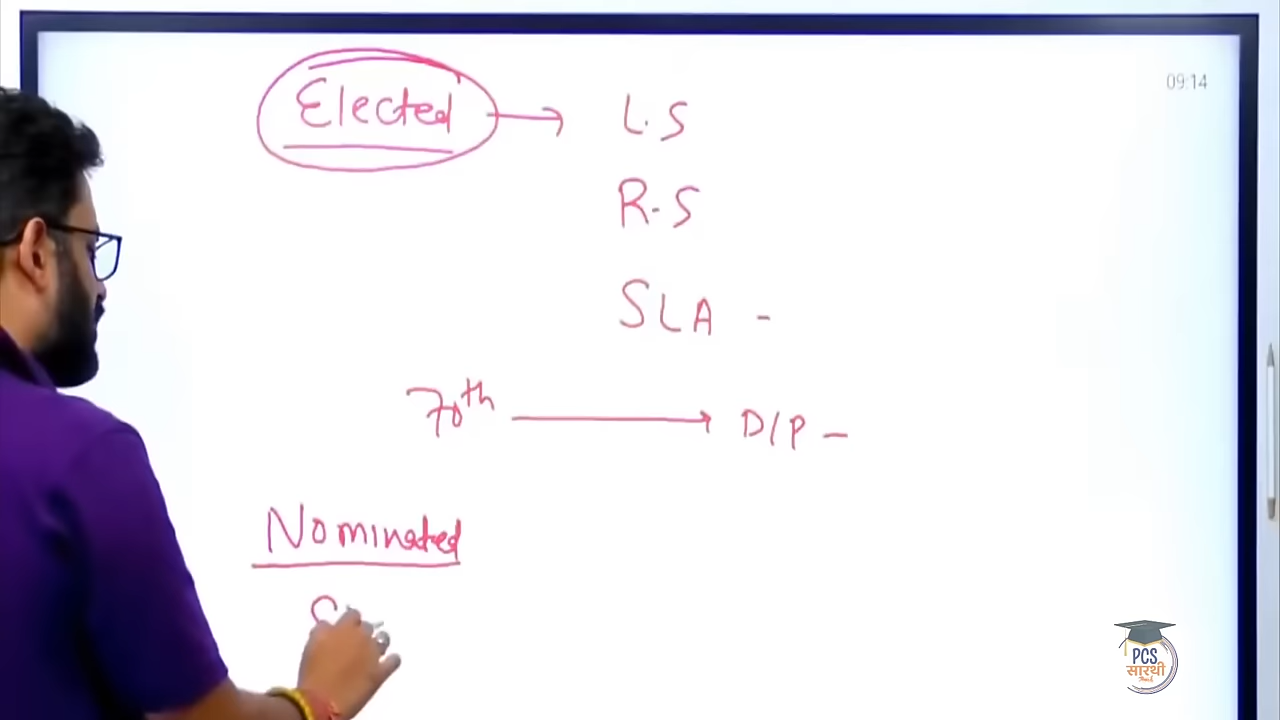 Elected → L.S
09:14
R.S
SLA -
70th → D/P -
Nominated
PCS
सारथी